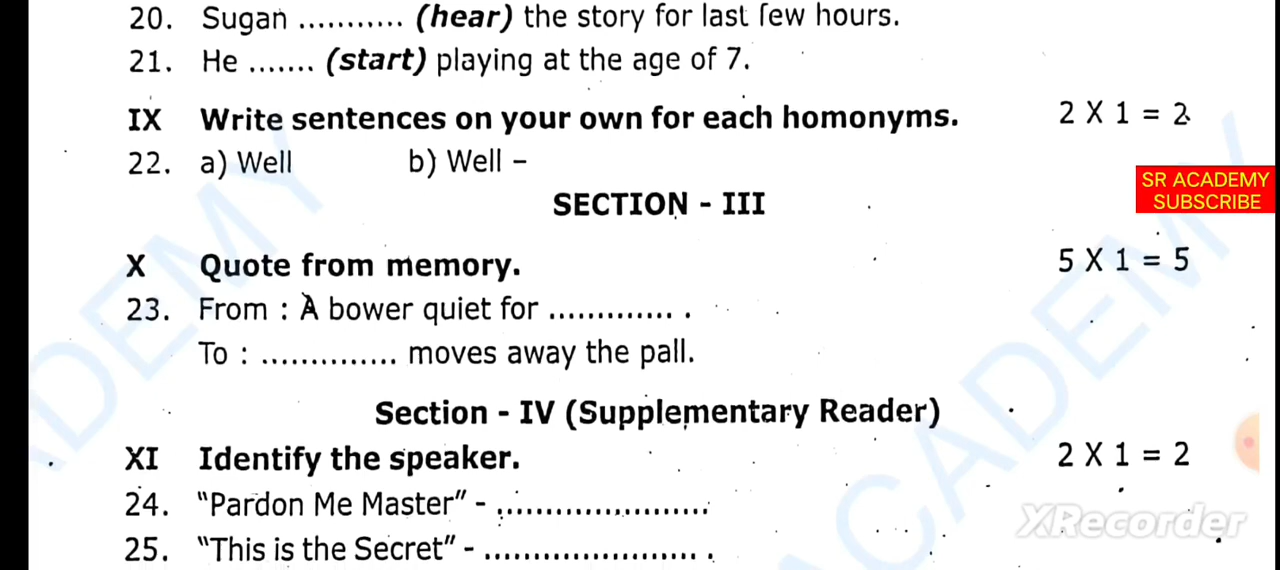 20. Sugan ........... (hear) the story for last few hours.
21. He ....... (start) playing at the age of 7.
IX Write sentences on your own for each homonyms. 2 X 1 = 2
22. a) Well b) Well –
SECTION - III
SR ACADEMY
SUBSCRIBE
X Quote from memory. 5 X 1 = 5
23. From : A bower quiet for ............. .
To : .............. moves away the pall.
Section - IV (Supplementary Reader)
XI Identify the speaker. 2 X 1 = 2
24. "Pardon Me Master" - ......................
25. "This is the Secret" - ....................... .
XRecorder
ADEMY
ACADEMY